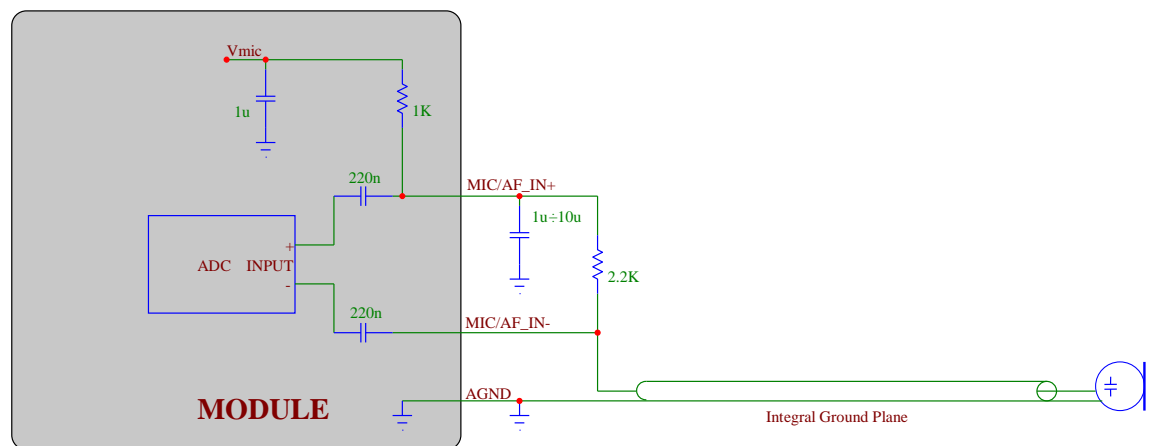 Vmic
1u
1K
220n
MIC/AF_IN+
1u÷10u
+
ADC INPUT
-
2.2K
220n
MIC/AF_IN-
AGND
MODULE
Integral Ground Plane